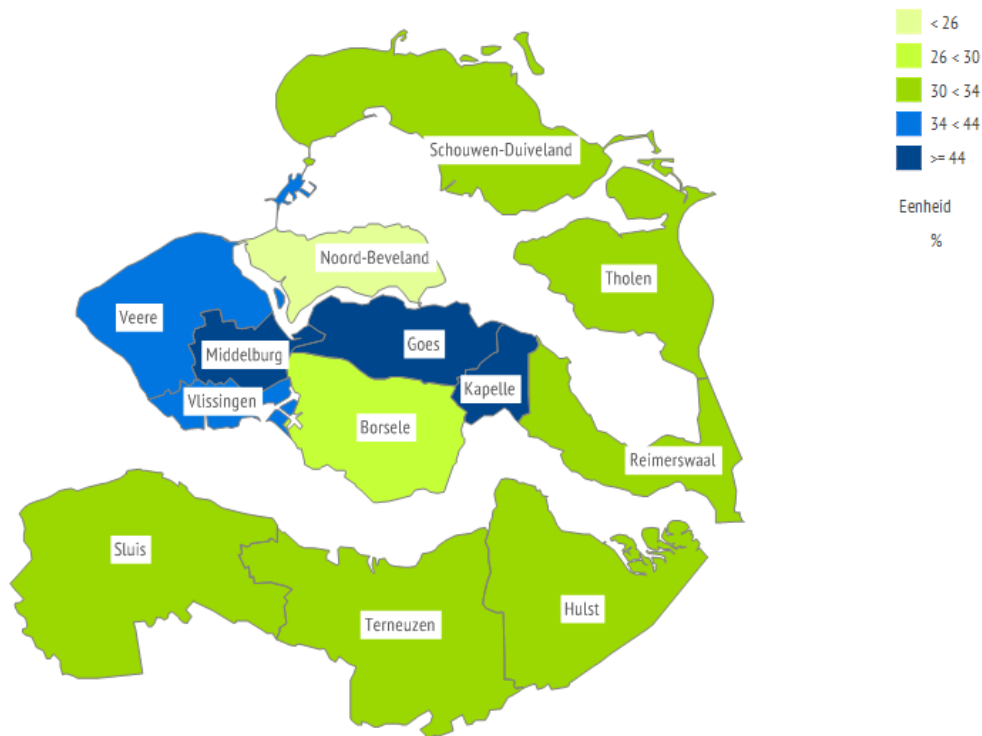 < 26
26 < 30
30 < 34
34 < 44
>= 44
Eenheid
%
Schouwen-Duiveland
Noord-Beveland
Tholen
Veere
Goes
Middelburg
Kapelle
Vlissingen
Borsele
Reimerswaal
Sluis
Hulst
Terneuzen